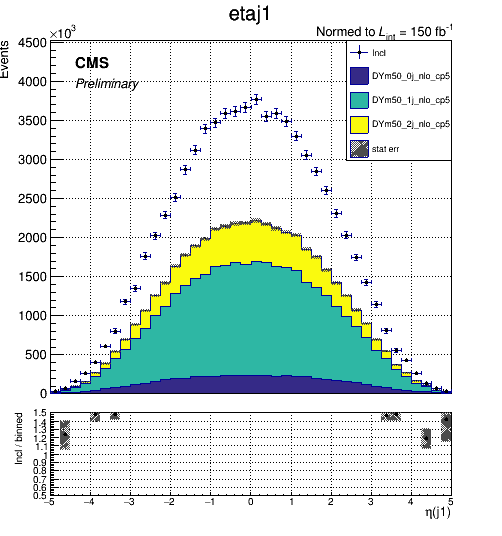 etaj1
Normed to L_int = 150 fb⁻¹
×10³
Events
CMS
Preliminary
Incl
DYm50_0j_nlo_cp5
DYm50_1j_nlo_cp5
DYm50_2j_nlo_cp5
stat err
4500
4000
3500
3000
2500
2000
1500
1000
500
0
Incl / binned
1.5
1.4
1.3
1.2
1.1
1
0.9
0.8
0.7
0.6
0.5
−5 −4 −3 −2 −1 0 1 2 3 4 5
η(j1)